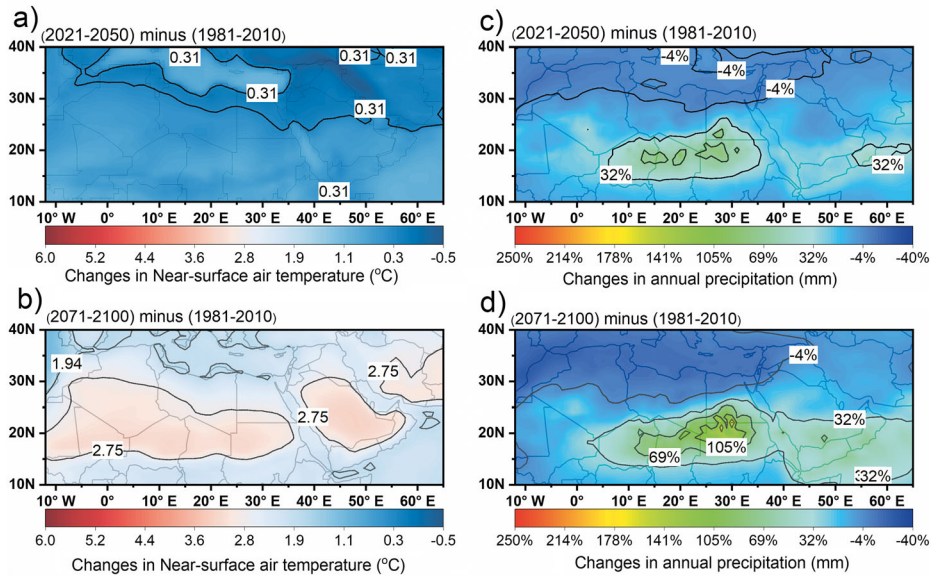 a)
(2021-2050) minus (1981-2010)
40N
30N
20N
10N
0.31
0.31
0.31
0.31
0.31
0.31
10° W 0° 10° E 20° E 30° E 40° E 50° E 60° E
6.0 5.2 4.4 3.6 2.8 1.9 1.1 0.3 -0.5
Changes in Near-surface air temperature (°C)
c)
(2021-2050) minus 1981-2010)
40N
30N
20N
10N
-4%
-4%
-4%
32%
32%
10° W 0° 10° E 20° E 30° E 40° E 50° E 60° E
250% 214% 178% 141% 105% 69% 32% -4% -40%
Changes in annual precipitation (mm)
b)
(2071-2100) minus (1981-2010)
40N
30N
20N
10N
1.94
2.75
2.75
2.75
10° W 0° 10° E 20° E 30° E 40° E 50° E 60° E
6.0 5.2 4.4 3.6 2.8 1.9 1.1 0.3 -0.5
Changes in Near-surface air temperature (°C)
d)
(2071-2100) minus (1981-2010)
40N
30N
20N
10N
-4%
32%
69%
105%
32%
10° W 0° 10° E 20° E 30° E 40° E 50° E 60° E
250% 214% 178% 141% 105% 69% 32% -4% -40%
Changes in annual precipitation (mm)